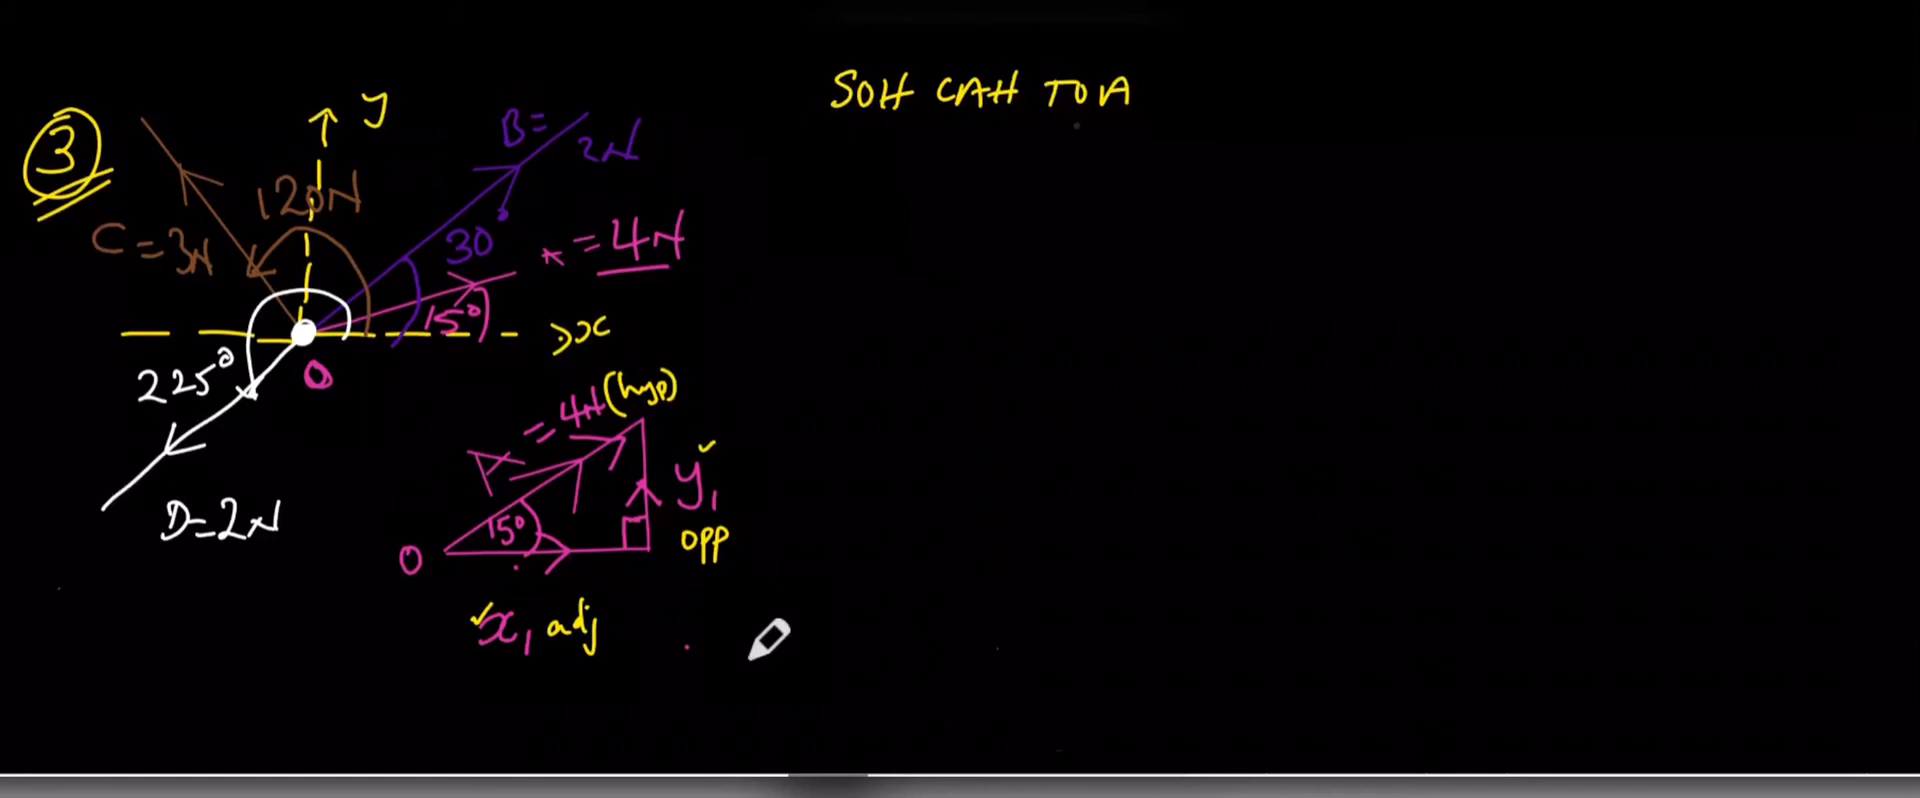 SOH CAH TOA
3
y
B=
2N
120N
C = 3N
30°
= 4N
15°
x
225°
O
= 4N (hyp)
A
y1
15°
opp
D=2N
O
x1 adj